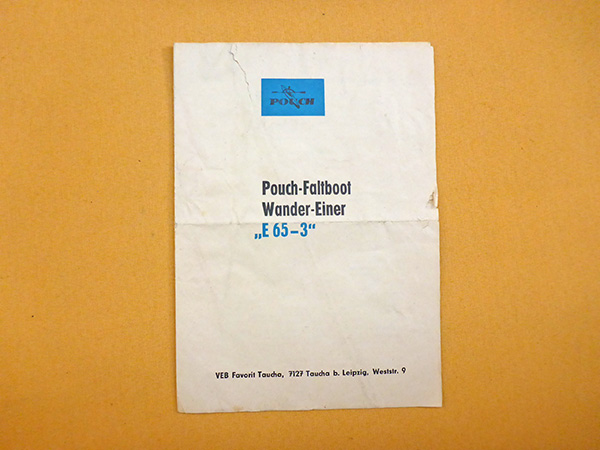 POUCH
Pouch-Faltboot
Wander-Einer
„E 65-3“
VEB Favorit Taucha, 7127 Taucha b. Leipzig, Weststr. 9